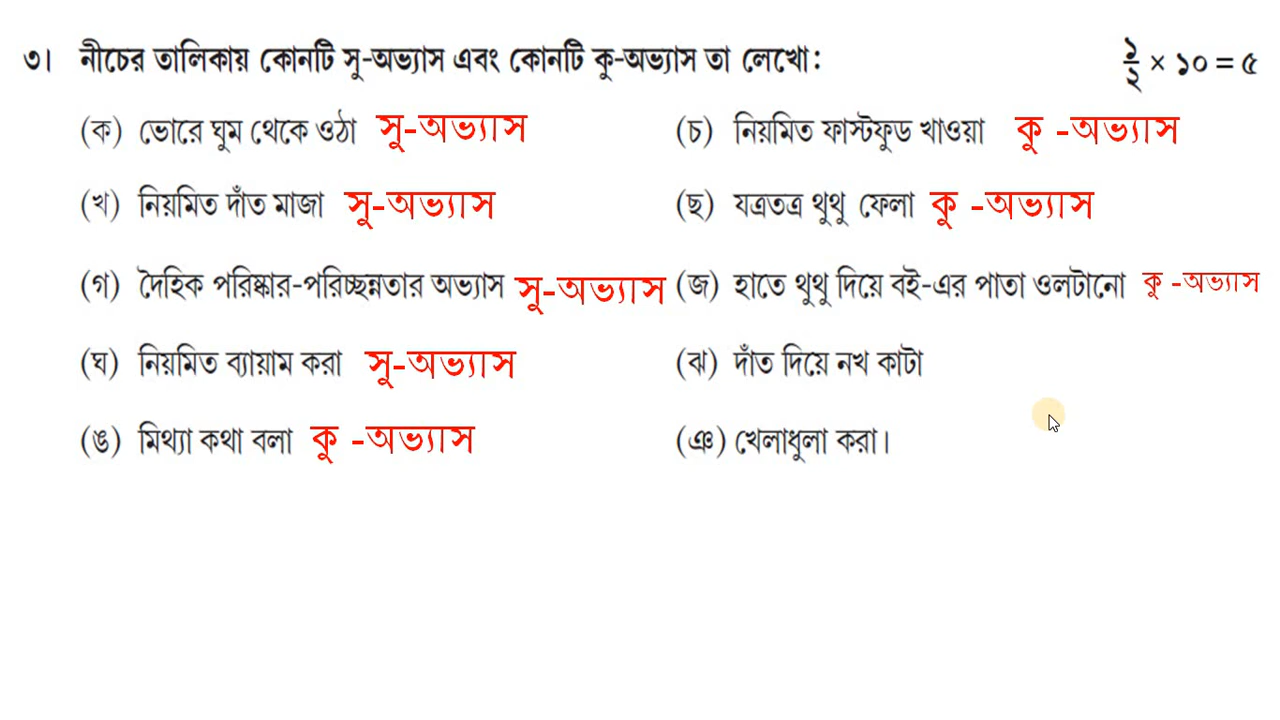 ৩। নীচের তালিকায় কোনটি সু-অভ্যাস এবং কোনটি কু-অভ্যাস তা লেখো: ১/২ × ১০ = ৫
(ক) ভোরে ঘুম থেকে ওঠা সু-অভ্যাস (চ) নিয়মিত ফাস্টফুড খাওয়া কু -অভ্যাস
(খ) নিয়মিত দাঁত মাজা সু-অভ্যাস (ছ) যত্রতত্র থুথু ফেলা কু -অভ্যাস
(গ) দৈহিক পরিষ্কার-পরিচ্ছন্নতার অভ্যাস সু-অভ্যাস (জ) হাতে থুথু দিয়ে বই-এর পাতা ওলটানো কু -অভ্যাস
(ঘ) নিয়মিত ব্যায়াম করা সু-অভ্যাস (ঝ) দাঁত দিয়ে নখ কাটা
(ঙ) মিথ্যা কথা বলা কু -অভ্যাস (ঞ) খেলাধুলা করা।